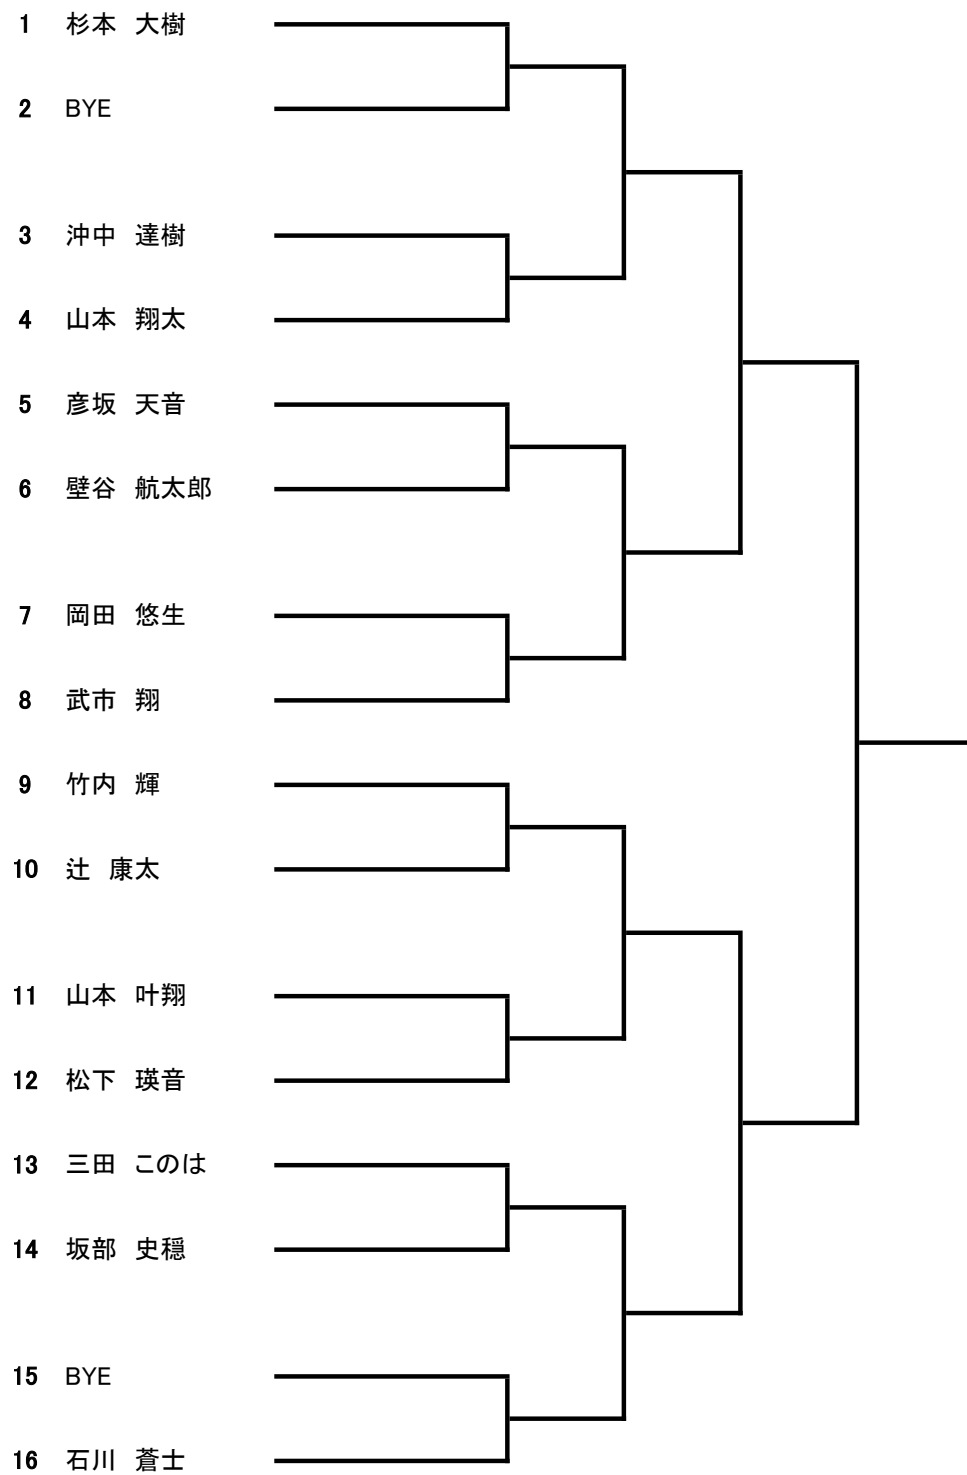 1 杉本 大樹
2 BYE
3 沖中 達樹
4 山本 翔太
5 彦坂 天音
6 壁谷 航太郎
7 岡田 悠生
8 武市 翔
9 竹内 輝
10 辻 康太
11 山本 叶翔
12 松下 瑛音
13 三田 このは
14 坂部 史穏
15 BYE
16 石川 蒼士